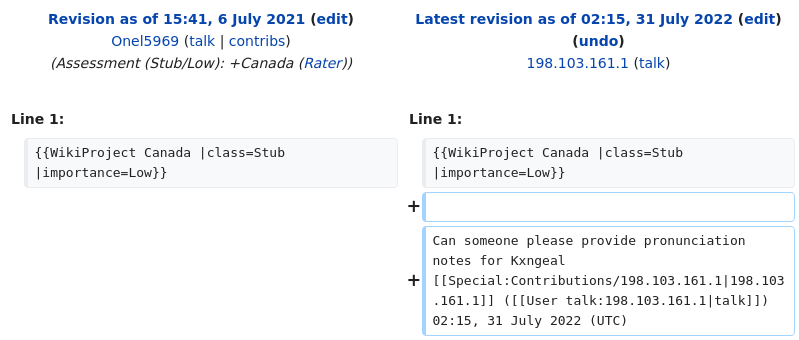 Revision as of 15:41, 6 July 2021 (edit)
Onel5969 (talk | contribs)
(Assessment (Stub/Low): +Canada (Rater))
Latest revision as of 02:15, 31 July 2022 (edit)
(undo)
198.103.161.1 (talk)
Line 1:
Line 1:
{{WikiProject Canada |class=Stub
|importance=Low}}
{{WikiProject Canada |class=Stub
|importance=Low}}
+
+
Can someone please provide pronunciation
notes for Kxngeal
[[Special:Contributions/198.103.161.1|198.103
.161.1]] ([[User talk:198.103.161.1|talk]])
02:15, 31 July 2022 (UTC)